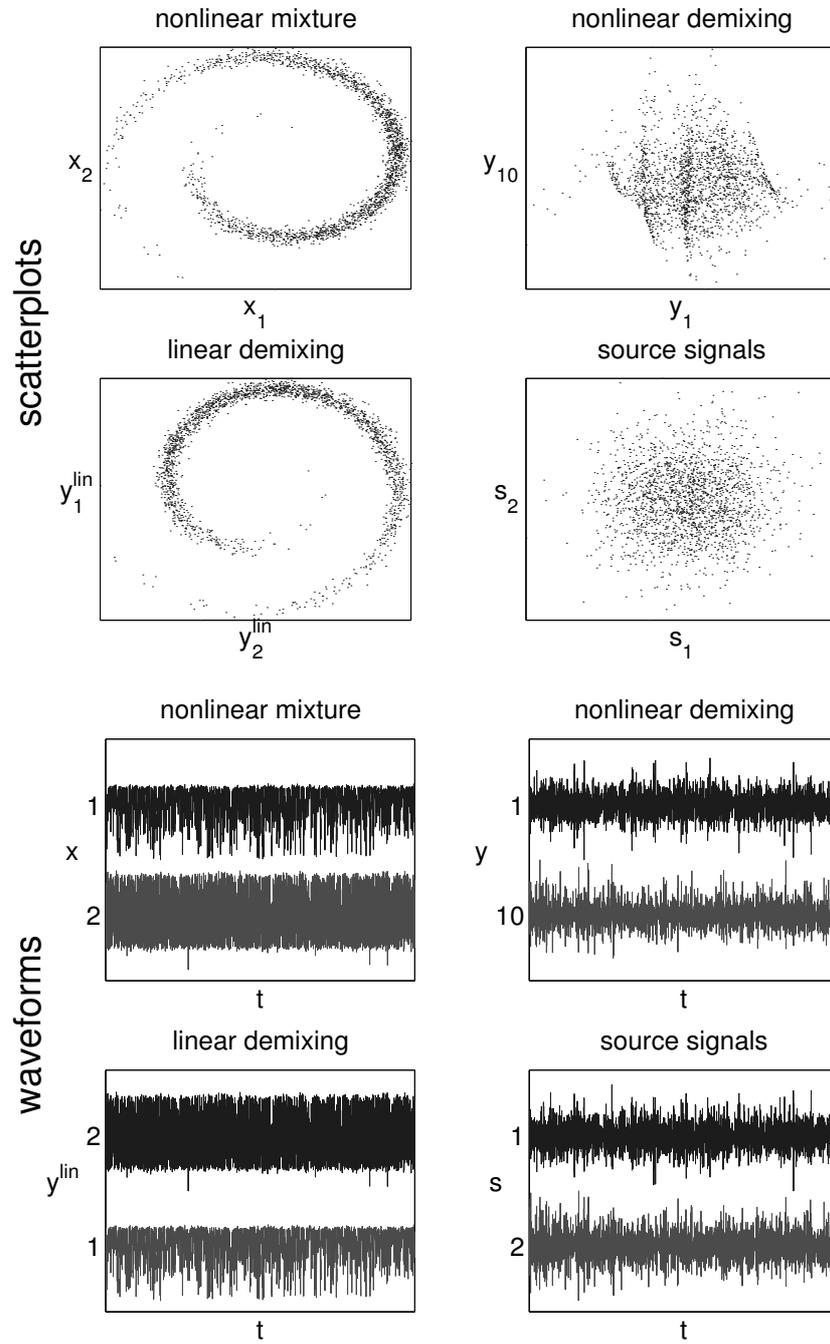 nonlinear mixture
nonlinear demixing
x2
y10
x1
y1
scatterplots
linear demixing
source signals
y1lin
s2
y2lin
s1
nonlinear mixture
nonlinear demixing
1
x
2
1
y
10
t
t
waveforms
linear demixing
source signals
2
ylin
1
1
s
2
t
t